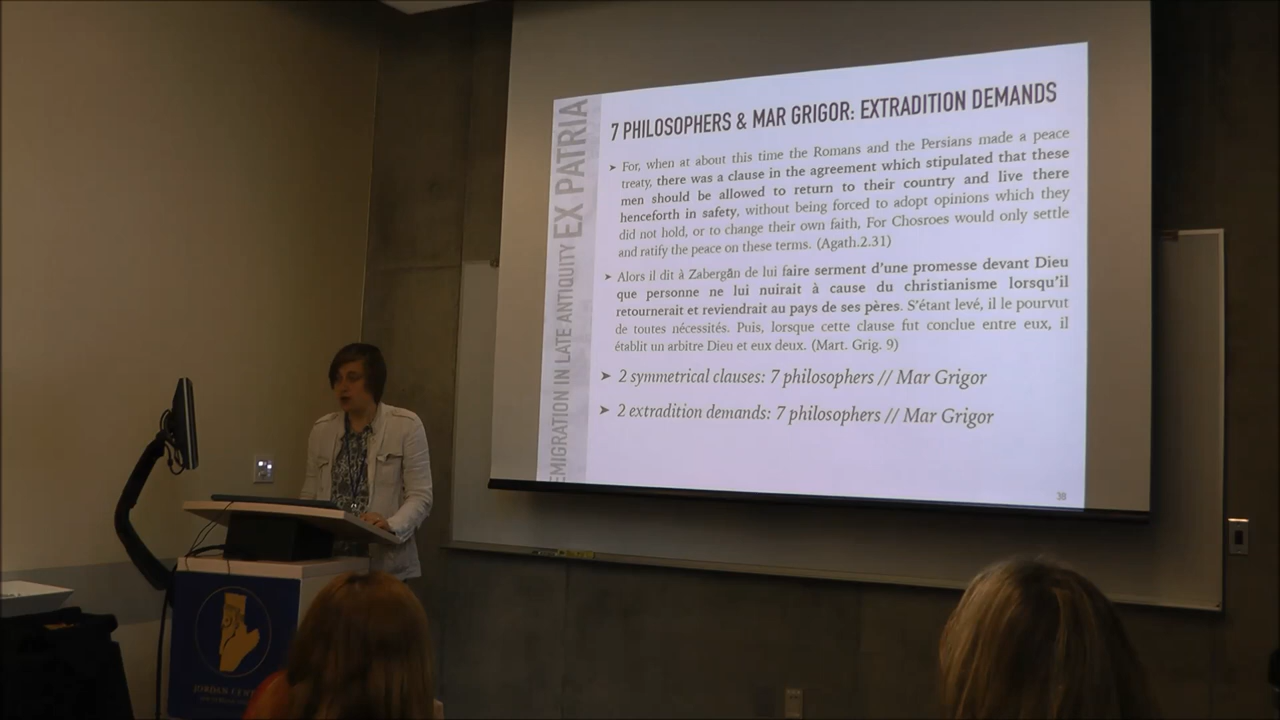 7 PHILOSOPHERS & MAR GRIGOR: EXTRADITION DEMANDS
➤ For, when at about this time the Romans and the Persians made a peace
treaty, there was a clause in the agreement which stipulated that these
men should be allowed to return to their country and live there
henceforth in safety, without being forced to adopt opinions which they
did not hold, or to change their own faith, For Chosroes would only settle
and ratify the peace on these terms. (Agath.2.31)
➤ Alors il dit à Zabergān de lui faire serment d'une promesse devant Dieu
que personne ne lui nuirait à cause du christianisme lorsqu'il
retournerait et reviendrait au pays de ses pères. S'étant levé, il le pourvut
de toutes nécessités. Puis, lorsque cette clause fut conclue entre eux, il
établit un arbitre Dieu et eux deux. (Mart. Grig. 9)
➤ 2 symmetrical clauses: 7 philosophers // Mar Grigor
➤ 2 extradition demands: 7 philosophers // Mar Grigor
38
EMIGRATION IN LATE ANTIQUITY EX PATRIA
JORDAN